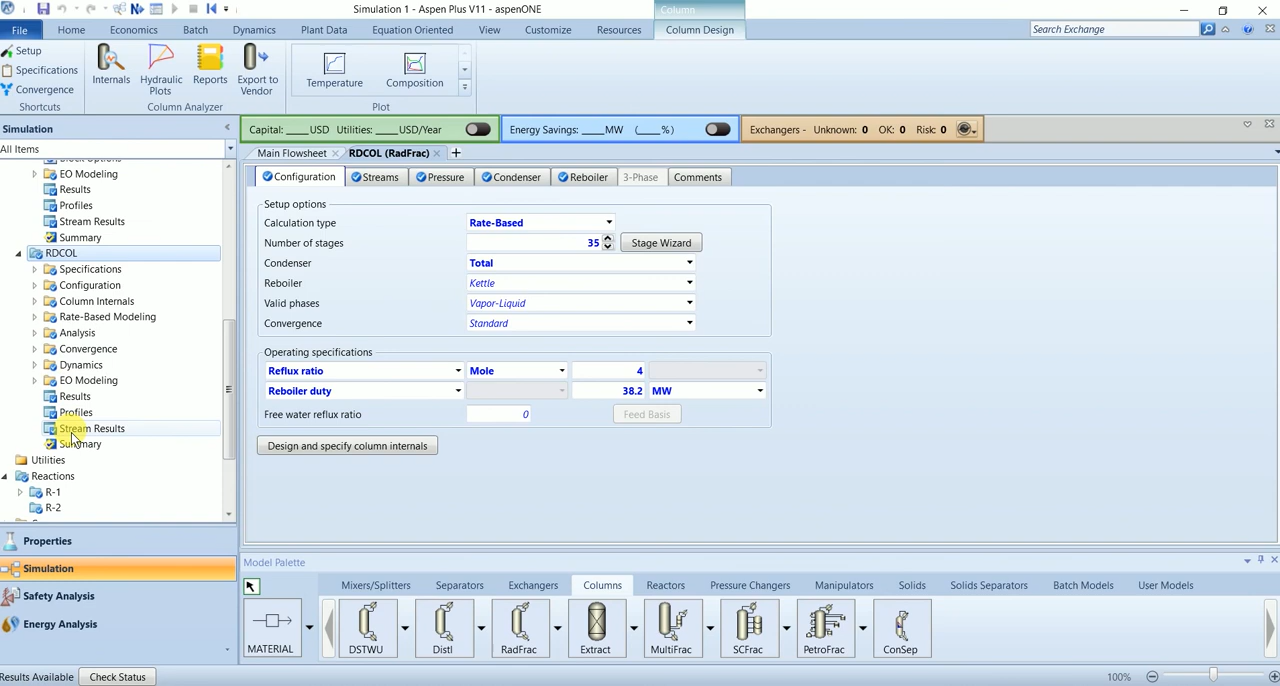 Simulation 1 - Aspen Plus V11 - aspenONE
Column
File Home Economics Batch Dynamics Plant Data Equation Oriented View Customize Resources Column Design
Search Exchange
Setup
Specifications
Convergence
Shortcuts
Internals
Hydraulic Plots
Reports
Export to Vendor
Column Analyzer
Temperature
Composition
Plot
Simulation
All Items
Capital: ____USD Utilities: ____USD/Year
Energy Savings: ____MW (____%)
Exchangers - Unknown: 0 OK: 0 Risk: 0
Main Flowsheet RDCOL (RadFrac) +
Configuration Streams Pressure Condenser Reboiler 3-Phase Comments
Block Options
EO Modeling
Results
Profiles
Stream Results
Summary
RDCOL
Specifications
Configuration
Column Internals
Rate-Based Modeling
Analysis
Convergence
Dynamics
EO Modeling
Results
Profiles
Stream Results
Summary
Utilities
Reactions
R-1
R-2
Properties
Simulation
Safety Analysis
Energy Analysis
Setup options
Calculation type Rate-Based
Number of stages 35 Stage Wizard
Condenser Total
Reboiler Kettle
Valid phases Vapor-Liquid
Convergence Standard
Operating specifications
Reflux ratio Mole 4
Reboiler duty 38.2 MW
Free water reflux ratio 0 Feed Basis
Design and specify column internals
Model Palette
Mixers/Splitters Separators Exchangers Columns Reactors Pressure Changers Manipulators Solids Solids Separators Batch Models User Models
MATERIAL DSTWU Distl RadFrac Extract MultiFrac SCFrac PetroFrac ConSep
Results Available Check Status
100%